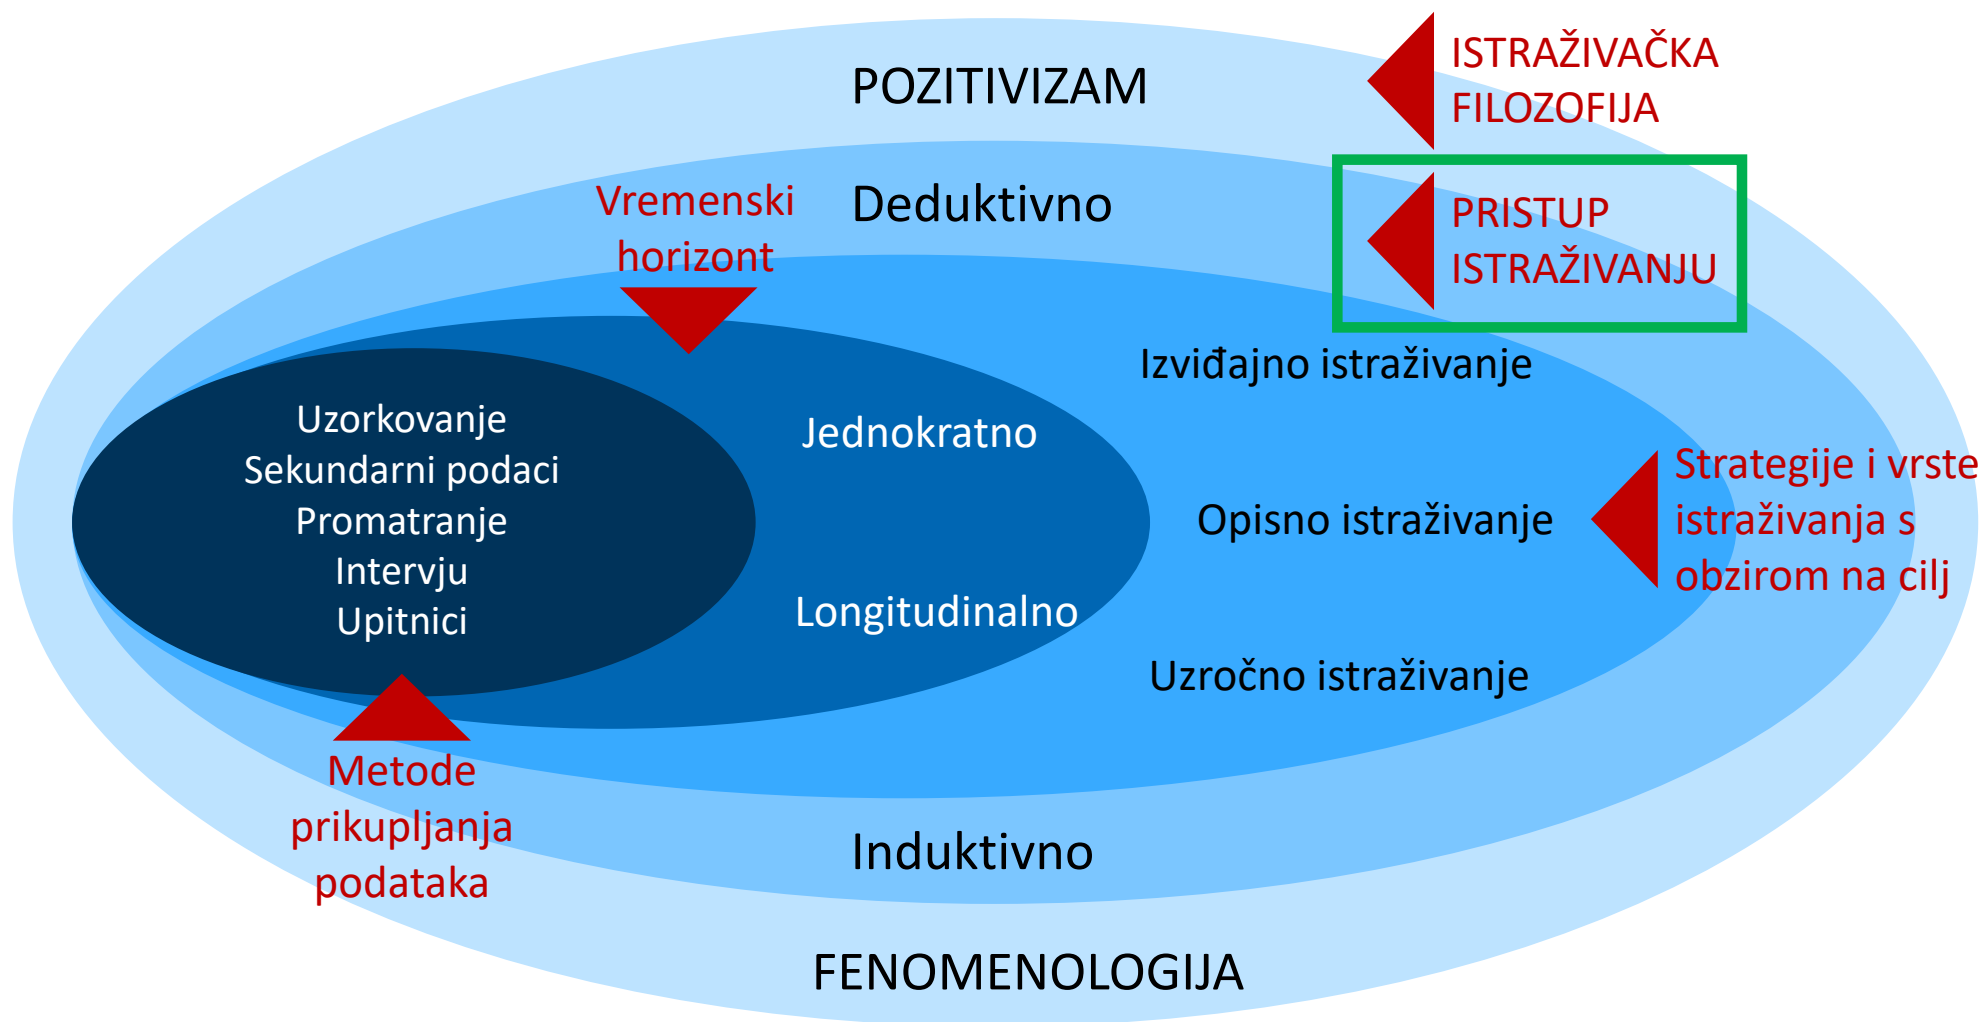 POZITIVIZAM
ISTRAŽIVAČKA
FILOZOFIJA
Vremenski
horizont
Deduktivno
PRISTUP
ISTRAŽIVANJU
Izviđajno istraživanje
Uzorkovanje
Sekundarni podaci
Promatranje
Intervju
Upitnici
Jednokratno
Longitudinalno
Opisno istraživanje
Strategije i vrste
istraživanja s
obzirom na cilj
Uzročno istraživanje
Metode
prikupljanja
podataka
Induktivno
FENOMENOLOGIJA